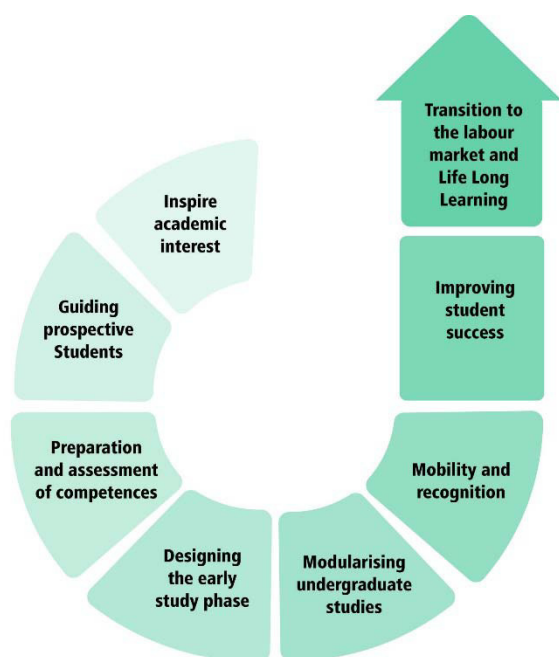 Inspire
academic
interest
Guiding
prospective
Students
Preparation
and assessment
of competences
Designing
the early
study phase
Modularising
undergraduate
studies
Mobility and
recognition
Improving
student
success
Transition to
the labour
market and
Life Long
Learning